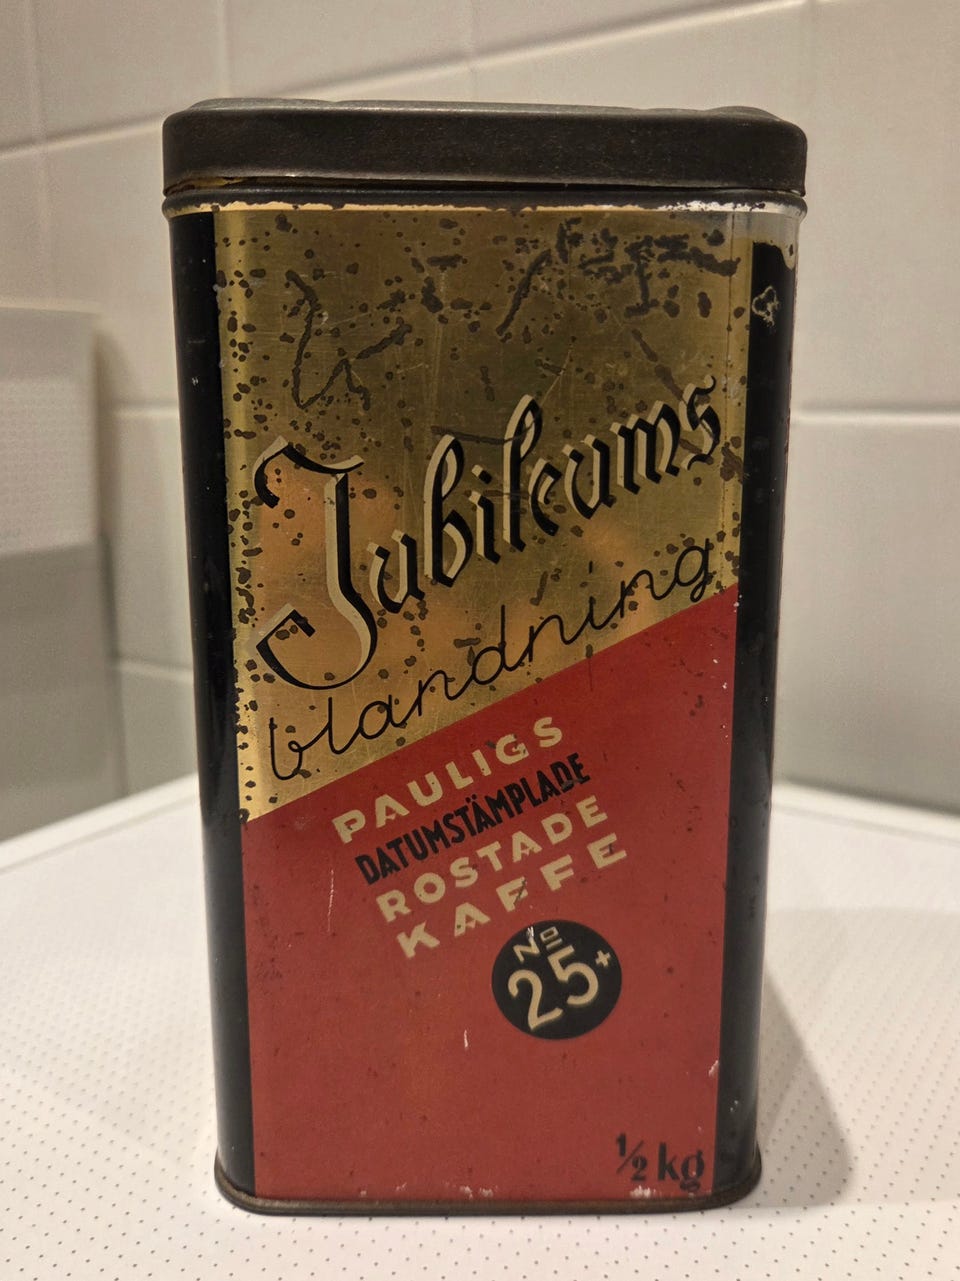 Jubileums
blandning
PAULIGS
DATUMSTÄMPLADE
ROSTADE
KAFFE
No
25+
1/2 kg